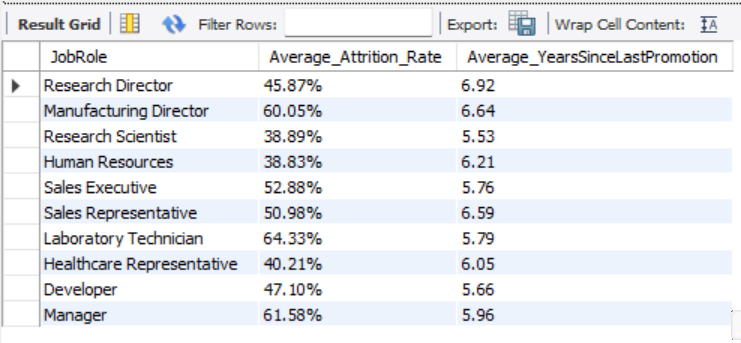 Result Grid Filter Rows: Export: Wrap Cell Content: IA
JobRole Average_Attrition_Rate Average_YearsSinceLastPromotion
Research Director 45.87% 6.92
Manufacturing Director 60.05% 6.64
Research Scientist 38.89% 5.53
Human Resources 38.83% 6.21
Sales Executive 52.88% 5.76
Sales Representative 50.98% 6.59
Laboratory Technician 64.33% 5.79
Healthcare Representative 40.21% 6.05
Developer 47.10% 5.66
Manager 61.58% 5.96